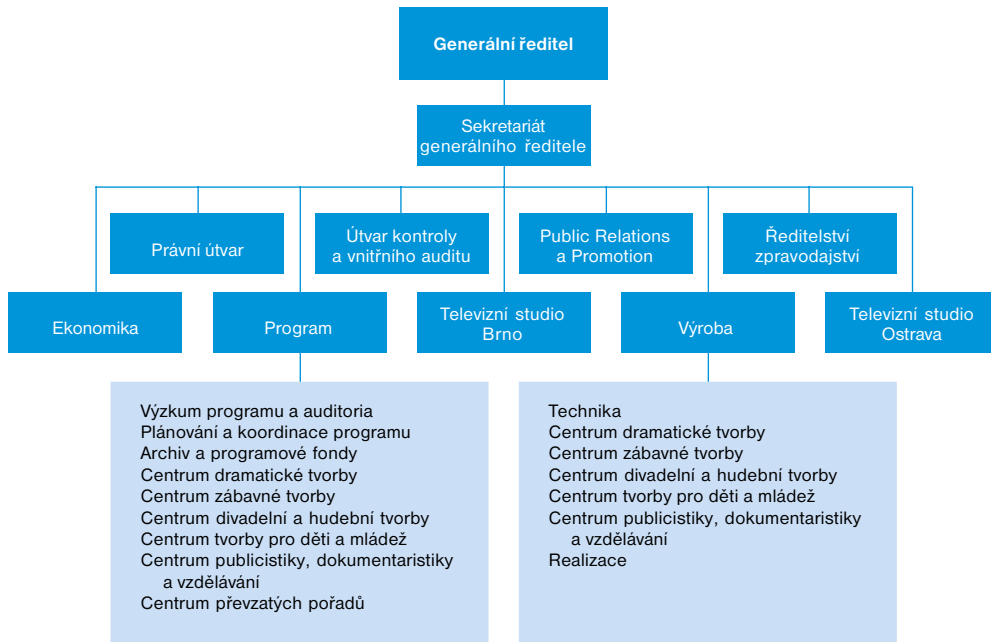 Generální ředitel
Sekretariát
generálního ředitele
Právní útvar
Útvar kontroly
a vnitřního auditu
Public Relations
a Promotion
Ředitelství
zpravodajství
Ekonomika
Program
Televizní studio
Brno
Výroba
Televizní studio
Ostrava
Výzkum programu a auditoria
Plánování a koordinace programu
Archiv a programové fondy
Centrum dramatické tvorby
Centrum zábavné tvorby
Centrum divadelní a hudební tvorby
Centrum tvorby pro děti a mládež
Centrum publicistiky, dokumentaristiky
a vzdělávání
Centrum převzatých pořadů
Technika
Centrum dramatické tvorby
Centrum zábavné tvorby
Centrum divadelní a hudební tvorby
Centrum tvorby pro děti a mládež
Centrum publicistiky, dokumentaristiky
a vzdělávání
Realizace